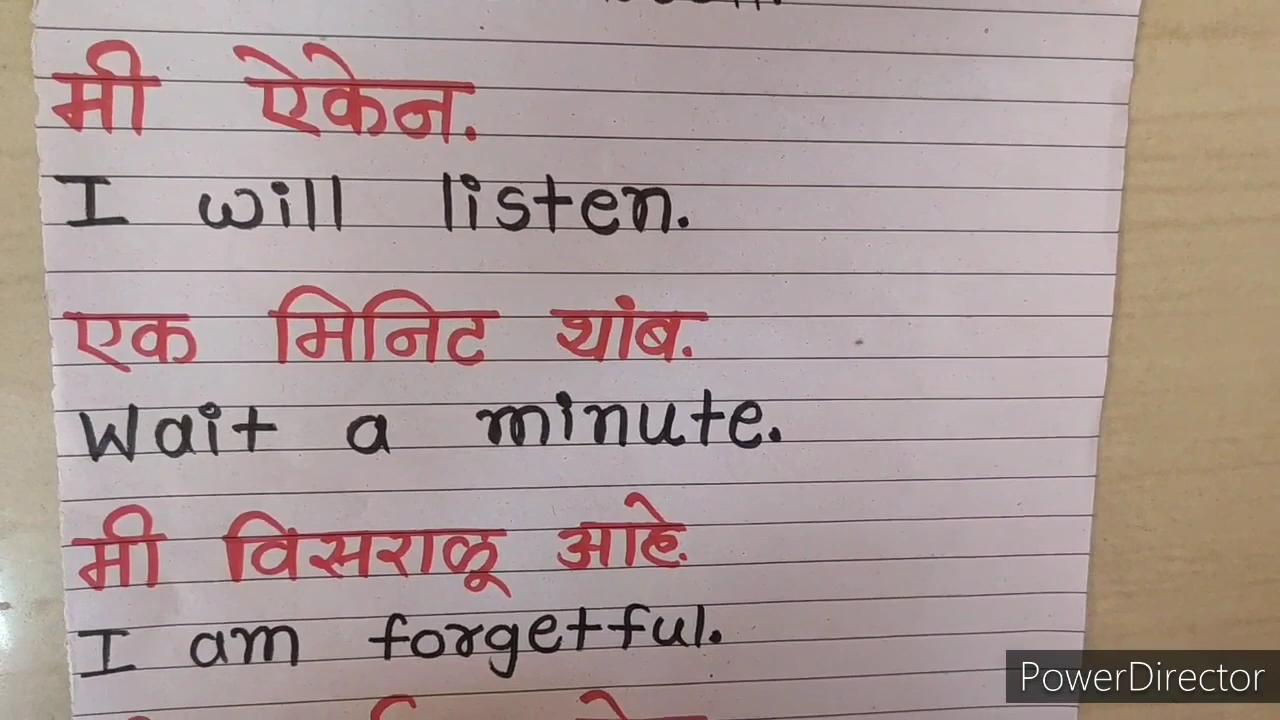 मी ऐकेन.
I will listen.
एक मिनिट थांब.
Wait a minute.
मी विसराळू आहे.
I am forgetful.
PowerDirector